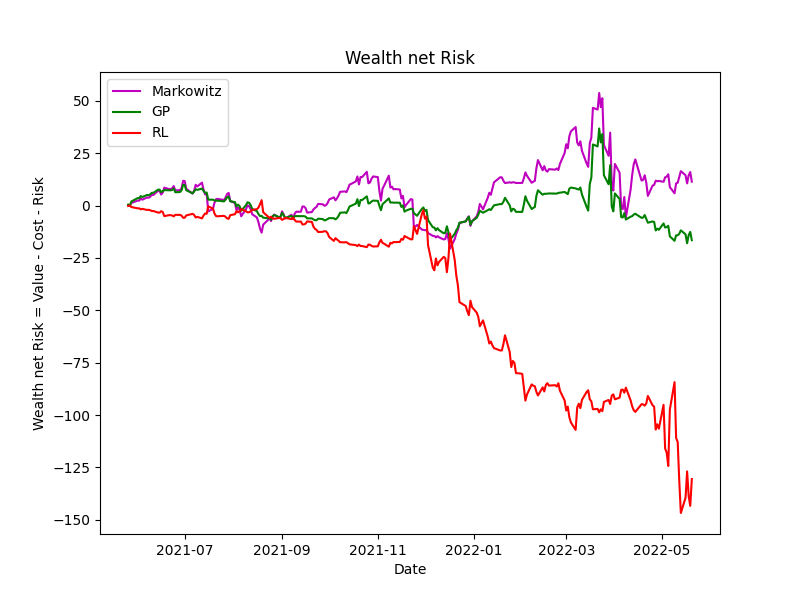 Wealth net Risk
Markowitz
GP
RL
50
25
0
−25
−50
−75
−100
−125
−150
Wealth net Risk = Value - Cost - Risk
2021-07
2021-09
2021-11
2022-01
2022-03
2022-05
Date